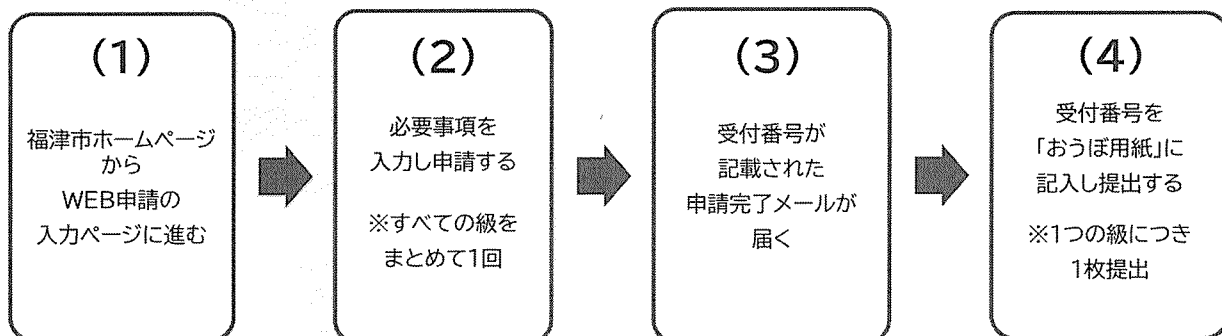 (1)
福津市ホームページ
から
WEB申請の
入力ページに進む
(2)
必要事項を
入力し申請する
※すべての級を
まとめて1回
(3)
受付番号が
記載された
申請完了メールが
届く
(4)
受付番号を
「おうぼ用紙」に
記入し提出する
※1つの級につき
1枚提出